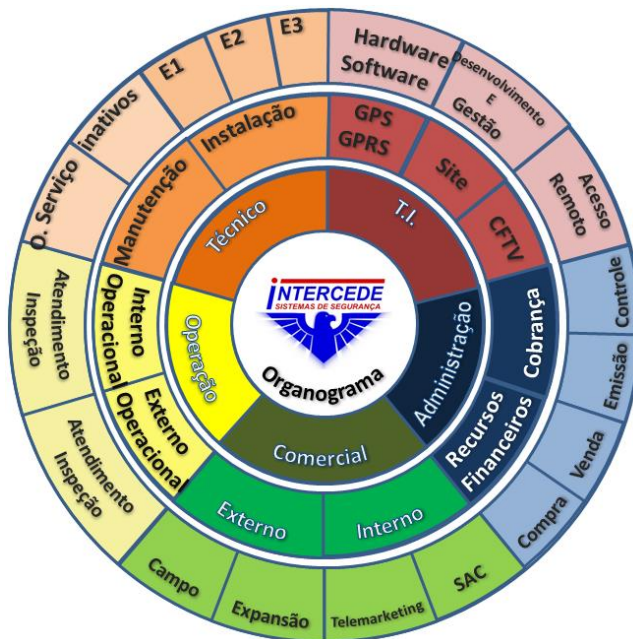 INTERCEDE
SISTEMAS DE SEGURANÇA
Organograma
Técnico
T.I.
Administração
Comercial
Operação
Manutenção
Instalação
GPS
GPRS
Site
CFTV
Cobrança
Recursos
Financeiros
Interno
Externo
Externo
Operacional
Interno
Operacional
O. Serviço
inativos
E1
E2
E3
Hardware
Software
Desenvolvimento
E
Gestão
Acesso
Remoto
Controle
Emissão
Venda
Compra
SAC
Telemarketing
Expansão
Campo
Atendimento
Inspeção
Atendimento
Inspeção